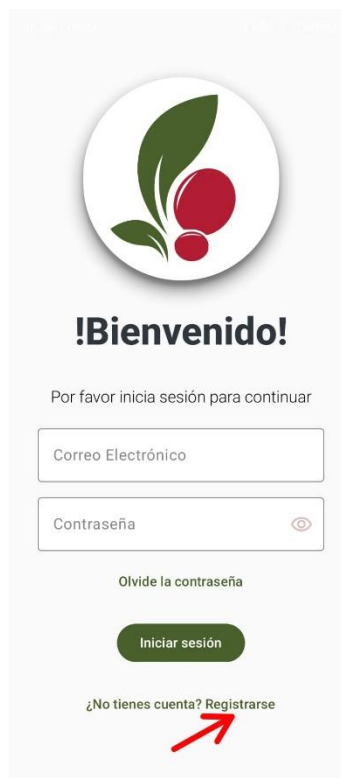 !Bienvenido!
Por favor inicia sesión para continuar
Correo Electrónico
Contraseña
Olvide la contraseña
Iniciar sesión
¿No tienes cuenta? Registrarse